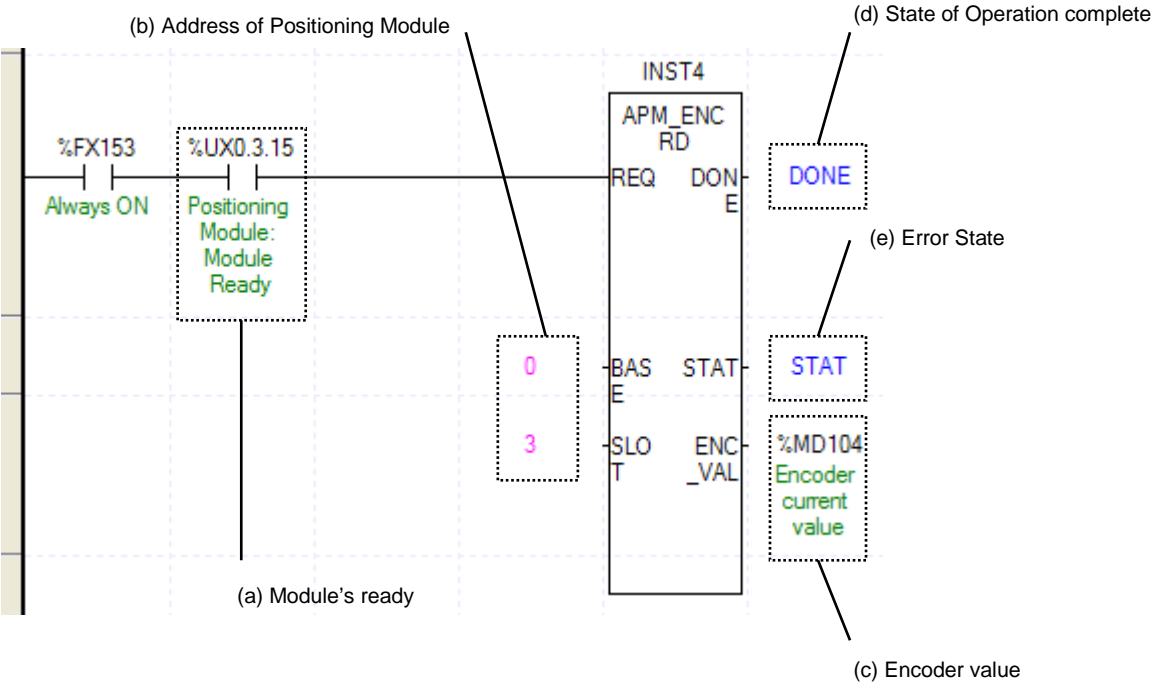 (d) State of Operation complete
(b) Address of Positioning Module
INST4
APM_ENC
RD
%FX153
%UX0.3.15
REQ
DON
E
DONE
Always ON
Positioning
Module:
Module
Ready
(e) Error State
0
BAS
E
STAT
STAT
3
SLO
T
ENC
_VAL
%MD104
Encoder
current
value
(a) Module's ready
(c) Encoder value